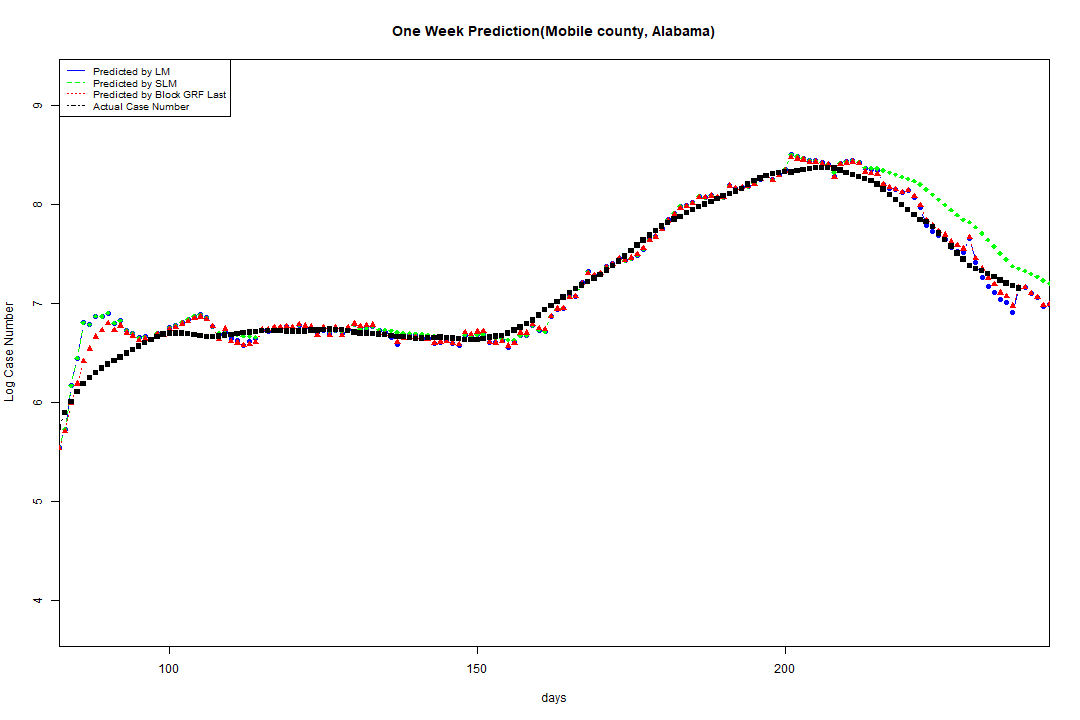 One Week Prediction(Mobile county, Alabama)
Predicted by LM
Predicted by SLM
Predicted by Block GRF Last
Actual Case Number
9
8
7
6
5
4
Log Case Number
100 150 200
days